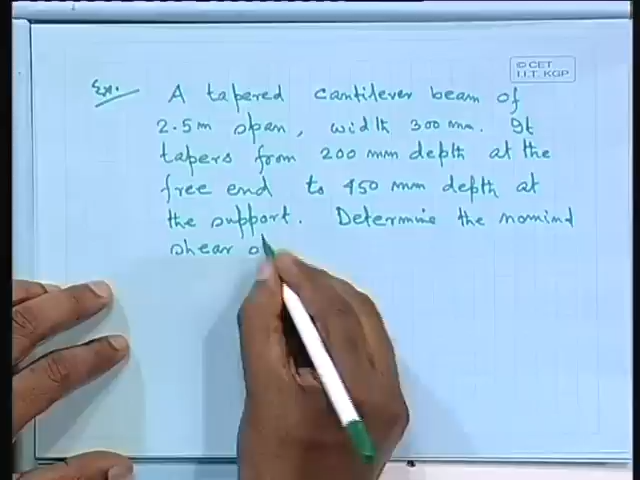 © CET
I.I.T. KGP
Ex.
A tapered cantilever beam of
2.5m span, width 300 mm. It
tapers from 200 mm depth at the
free end to 450 mm depth at
the support. Determine the nominal
shear